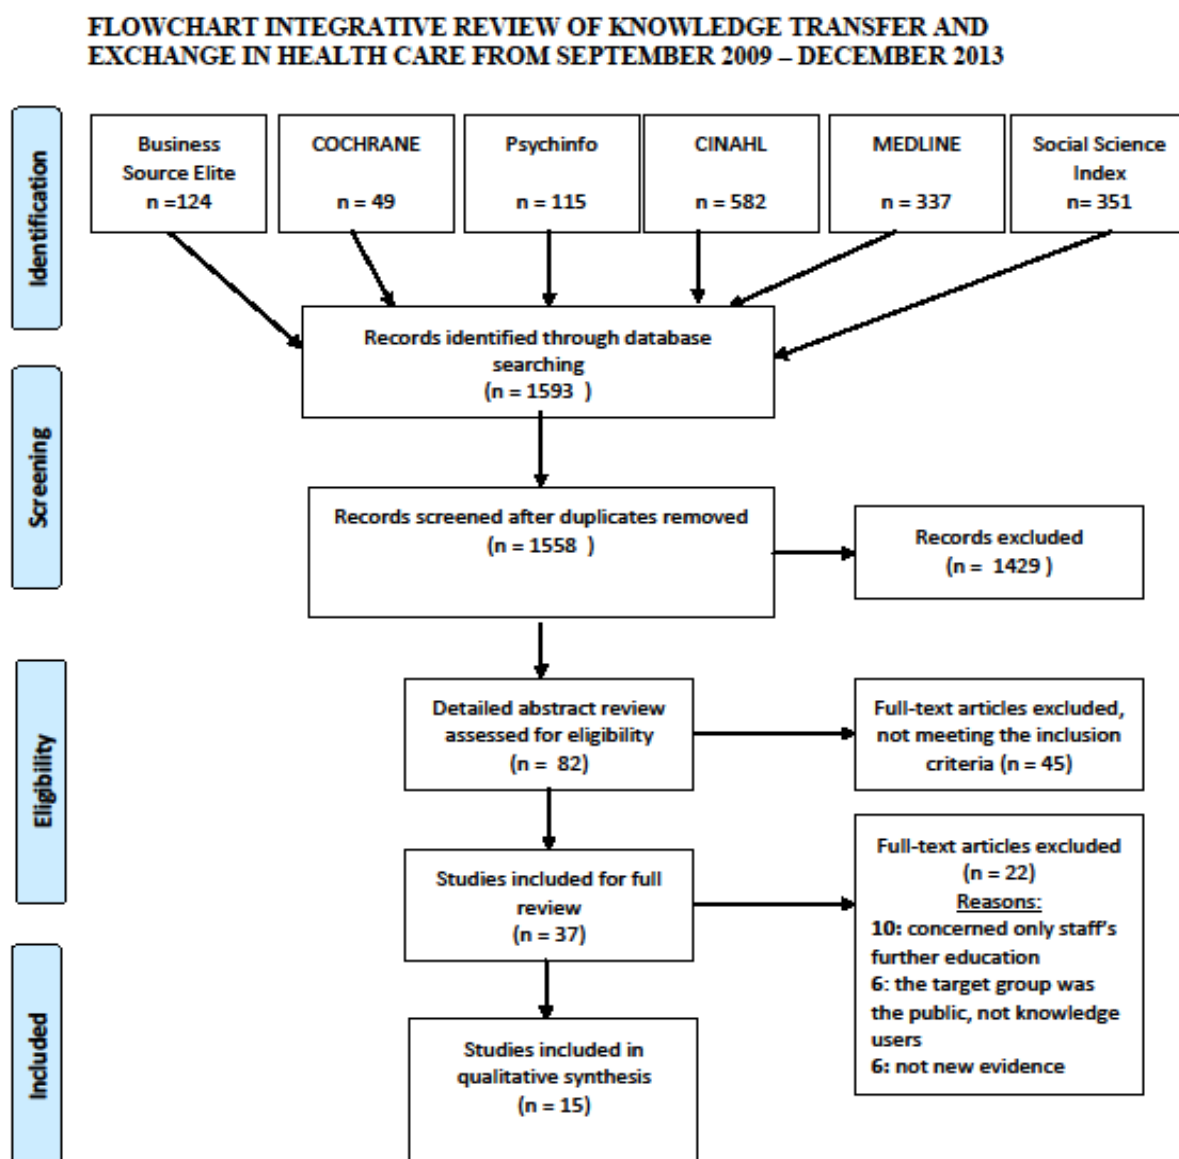 FLOWCHART INTEGRATIVE REVIEW OF KNOWLEDGE TRANSFER AND
EXCHANGE IN HEALTH CARE FROM SEPTEMBER 2009 – DECEMBER 2013
Identification
Business
Source Elite
n =124
COCHRANE
n = 49
Psychinfo
n = 115
CINAHL
n = 582
MEDLINE
n = 337
Social Science
Index
n= 351
Records identified through database
searching
(n = 1593 )
Screening
Records screened after duplicates removed
(n = 1558 )
Records excluded
(n = 1429 )
Eligibility
Detailed abstract review
assessed for eligibility
(n = 82)
Full-text articles excluded,
not meeting the inclusion
criteria (n = 45)
Studies included for full
review
(n = 37)
Full-text articles excluded
(n = 22)
Reasons:
10: concerned only staff's
further education
6: the target group was
the public, not knowledge
users
6: not new evidence
Included
Studies included in
qualitative synthesis
(n = 15)